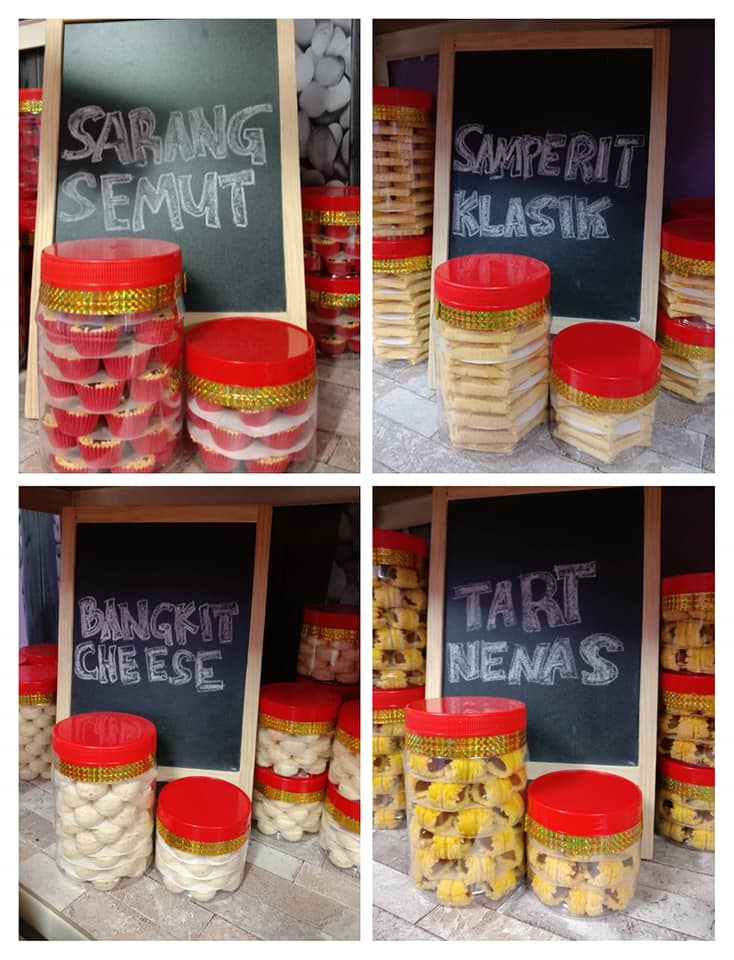 SARANG
SEMUT
SAMPERIT
KLASIK
BANGKIT
CHEESE
TART
NENAS